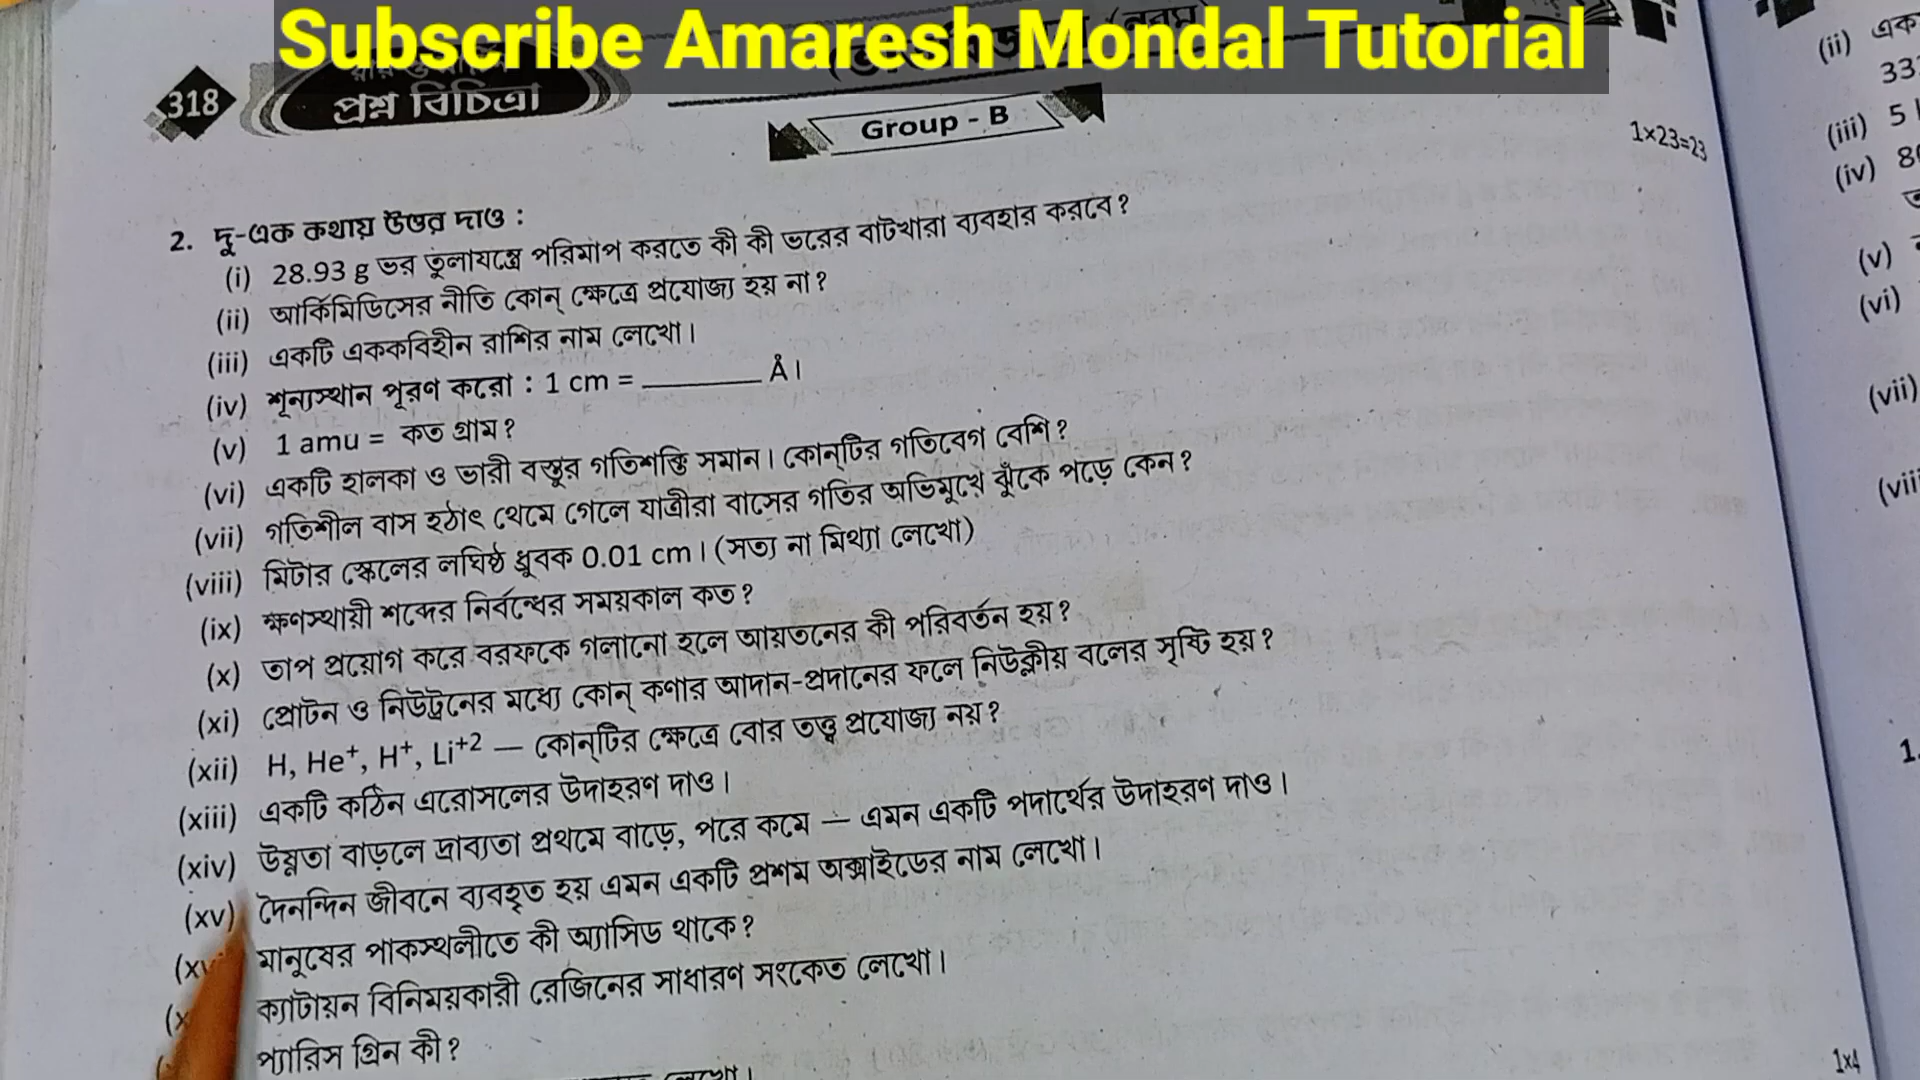 Subscribe Amaresh Mondal Tutorial
318
প্রশ্ন বিচিত্রা
Group - B
1×23=23
2. দু-এক কথায় উত্তর দাও :
(i) 28.93 g ভর তুলাযন্ত্রে পরিমাপ করতে কী কী ভরের বাটখারা ব্যবহার করবে?
(ii) আর্কিমিডিসের নীতি কোন্ ক্ষেত্রে প্রযোজ্য হয় না?
(iii) একটি এককবিহীন রাশির নাম লেখো।
(iv) শূন্যস্থান পূরণ করো : 1 cm = ________ Å।
(v) 1 amu = কত গ্রাম?
(vi) একটি হালকা ও ভারী বস্তুর গতিশক্তি সমান। কোন্‌টির গতিবেগ বেশি?
(vii) গতিশীল বাস হঠাৎ থেমে গেলে যাত্রীরা বাসের গতির অভিমুখে ঝুঁকে পড়ে কেন?
(viii) মিটার স্কেলের লঘিষ্ঠ ধ্রুবক 0.01 cm। (সত্য না মিথ্যা লেখো)
(ix) ক্ষণস্থায়ী শব্দের নির্বন্ধের সময়কাল কত?
(x) তাপ প্রয়োগ করে বরফকে গলানো হলে আয়তনের কী পরিবর্তন হয়?
(xi) প্রোটন ও নিউট্রনের মধ্যে কোন্ কণার আদান-প্রদানের ফলে নিউক্লীয় বলের সৃষ্টি হয়?
(xii) H, He⁺, H⁺, Li⁺² — কোন্‌টির ক্ষেত্রে বোর তত্ত্ব প্রযোজ্য নয়?
(xiii) একটি কঠিন এরোসলের উদাহরণ দাও।
(xiv) উষ্ণতা বাড়লে দ্রাব্যতা প্রথমে বাড়ে, পরে কমে — এমন একটি পদার্থের উদাহরণ দাও।
(xv) দৈনন্দিন জীবনে ব্যবহৃত হয় এমন একটি প্রশম অক্সাইডের নাম লেখো।
মানুষের পাকস্থলীতে কী অ্যাসিড থাকে?
ক্যাটায়ন বিনিময়কারী রেজিনের সাধারণ সংকেত লেখো।
প্যারিস গ্রিন কী?
1×4
(ii) এক
33
(iii) 5
(iv) 8
(v)
(vi)
(vii)
(viii
1.